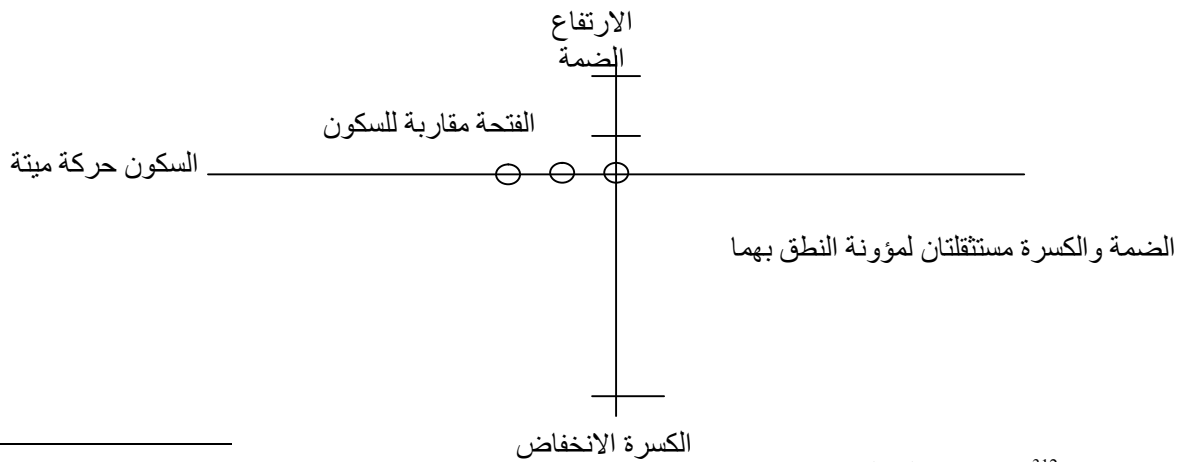 الارتفاع
الضمة
الفتحة مقاربة للسكون
السكون حركة ميتة
الضمة والكسرة مستثقلتان لمؤونة النطق بهما
الكسرة الانخفاض